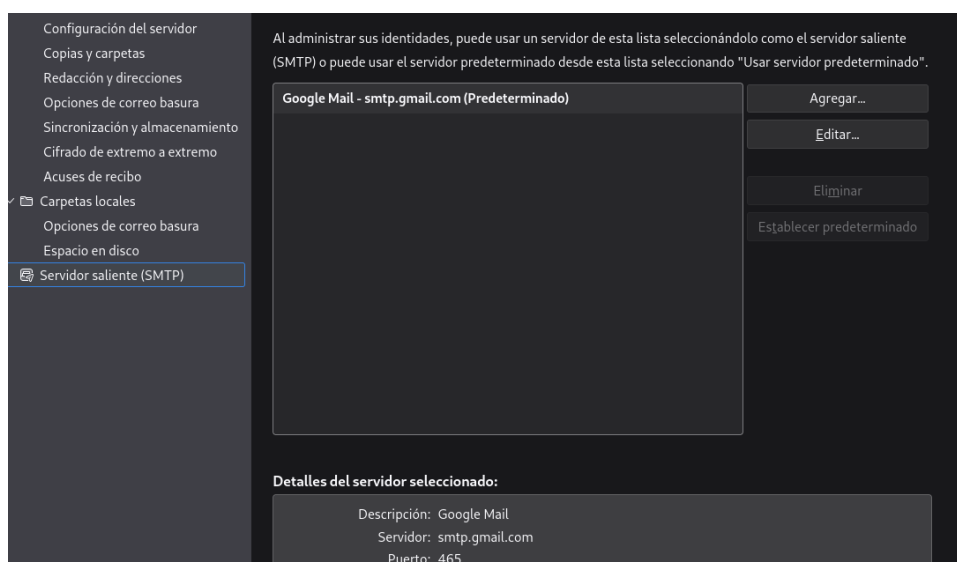 Configuración del servidor
Copias y carpetas
Redacción y direcciones
Opciones de correo basura
Sincronización y almacenamiento
Cifrado de extremo a extremo
Acuses de recibo
Carpetas locales
Opciones de correo basura
Espacio en disco
Servidor saliente (SMTP)
Al administrar sus identidades, puede usar un servidor de esta lista seleccionándolo como el servidor saliente
(SMTP) o puede usar el servidor predeterminado desde esta lista seleccionando "Usar servidor predeterminado".
Google Mail - smtp.gmail.com (Predeterminado)
Agregar...
Editar...
Eliminar
Establecer predeterminado
Detalles del servidor seleccionado:
Descripción: Google Mail
Servidor: smtp.gmail.com
Puerto: 465